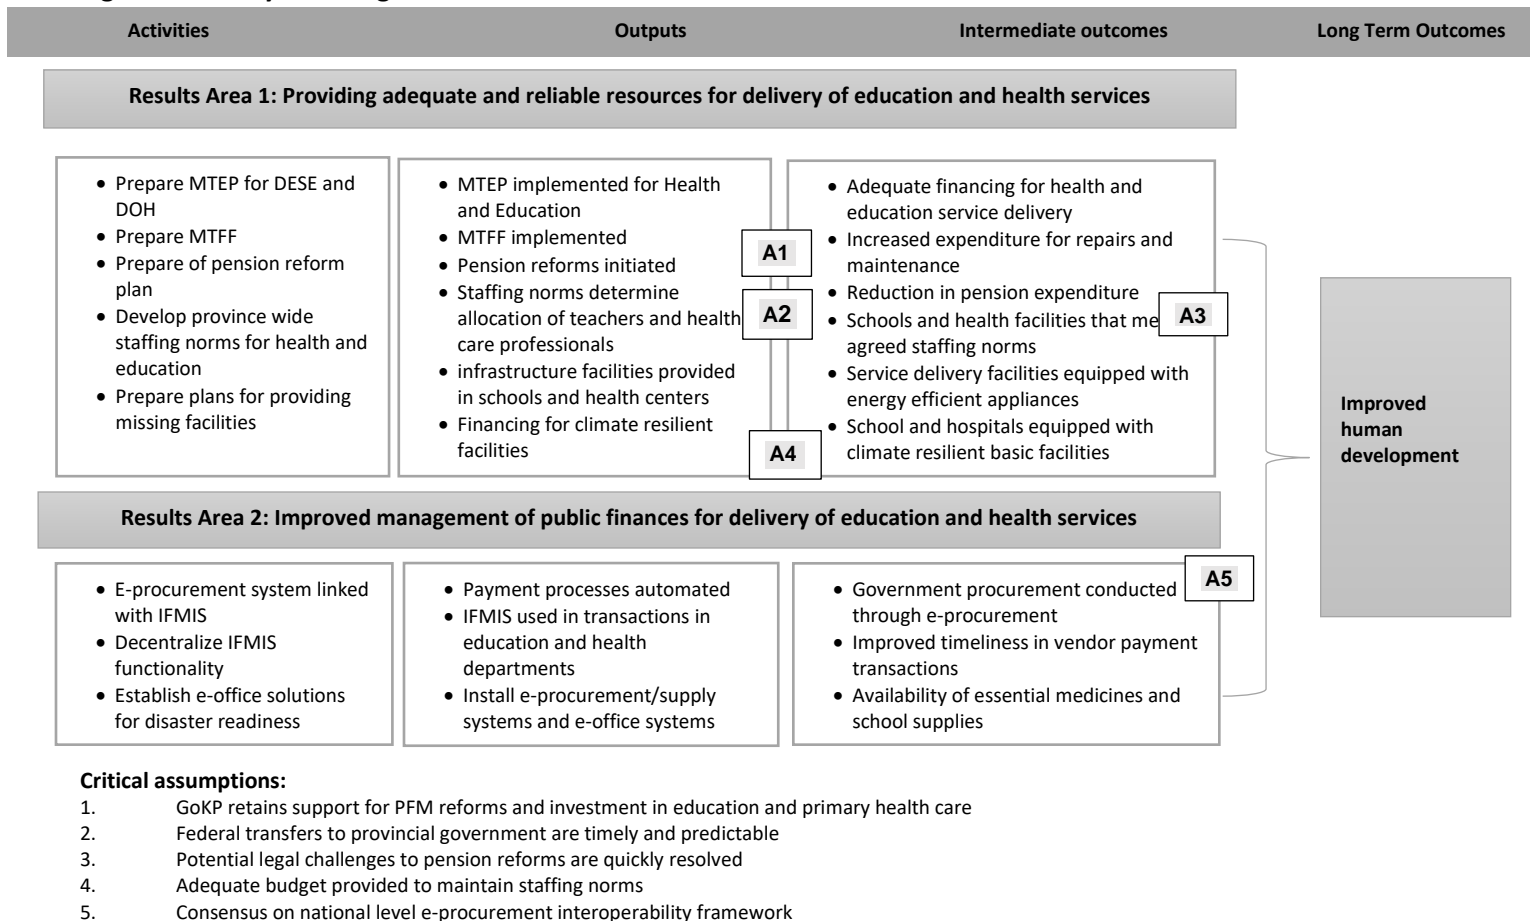 Activities Outputs Intermediate outcomes Long Term Outcomes
Results Area 1: Providing adequate and reliable resources for delivery of education and health services
• Prepare MTEP for DESE and
DOH
• Prepare MTFF
• Prepare of pension reform
plan
• Develop province wide
staffing norms for health and
education
• Prepare plans for providing
missing facilities
• MTEP implemented for Health
and Education
• MTFF implemented
• Pension reforms initiated
• Staffing norms determine
allocation of teachers and health
care professionals
• infrastructure facilities provided
in schools and health centers
• Financing for climate resilient
facilities
A1
A2
A4
• Adequate financing for health and
education service delivery
• Increased expenditure for repairs and
maintenance
• Reduction in pension expenditure
• Schools and health facilities that me
agreed staffing norms
• Service delivery facilities equipped with
energy efficient appliances
• School and hospitals equipped with
climate resilient basic facilities
A3
Improved
human
development
Results Area 2: Improved management of public finances for delivery of education and health services
• E-procurement system linked
with IFMIS
• Decentralize IFMIS
functionality
• Establish e-office solutions
for disaster readiness
• Payment processes automated
• IFMIS used in transactions in
education and health
departments
• Install e-procurement/supply
systems and e-office systems
• Government procurement conducted
through e-procurement
• Improved timeliness in vendor payment
transactions
• Availability of essential medicines and
school supplies
A5
Critical assumptions:
1. GoKP retains support for PFM reforms and investment in education and primary health care
2. Federal transfers to provincial government are timely and predictable
3. Potential legal challenges to pension reforms are quickly resolved
4. Adequate budget provided to maintain staffing norms
5. Consensus on national level e-procurement interoperability framework